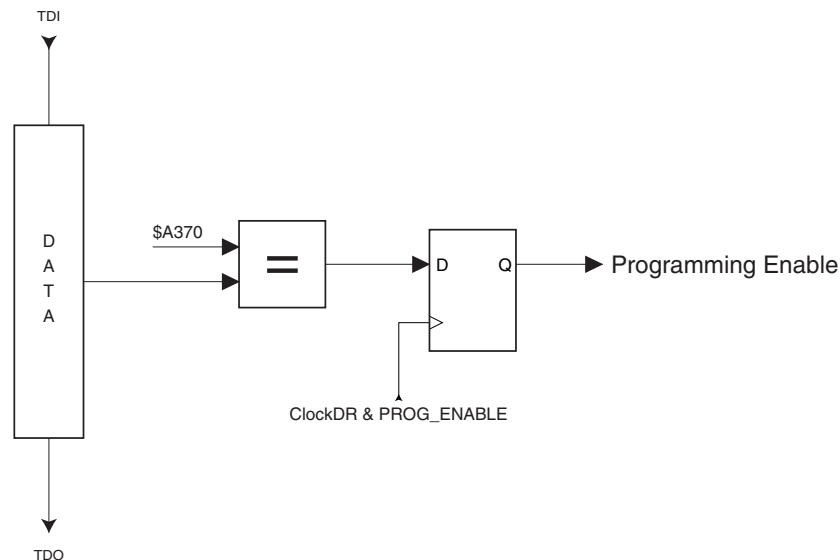 TDI
D
A
T
A
$A370
=
D
Q
Programming Enable
ClockDR & PROG_ENABLE
TDO